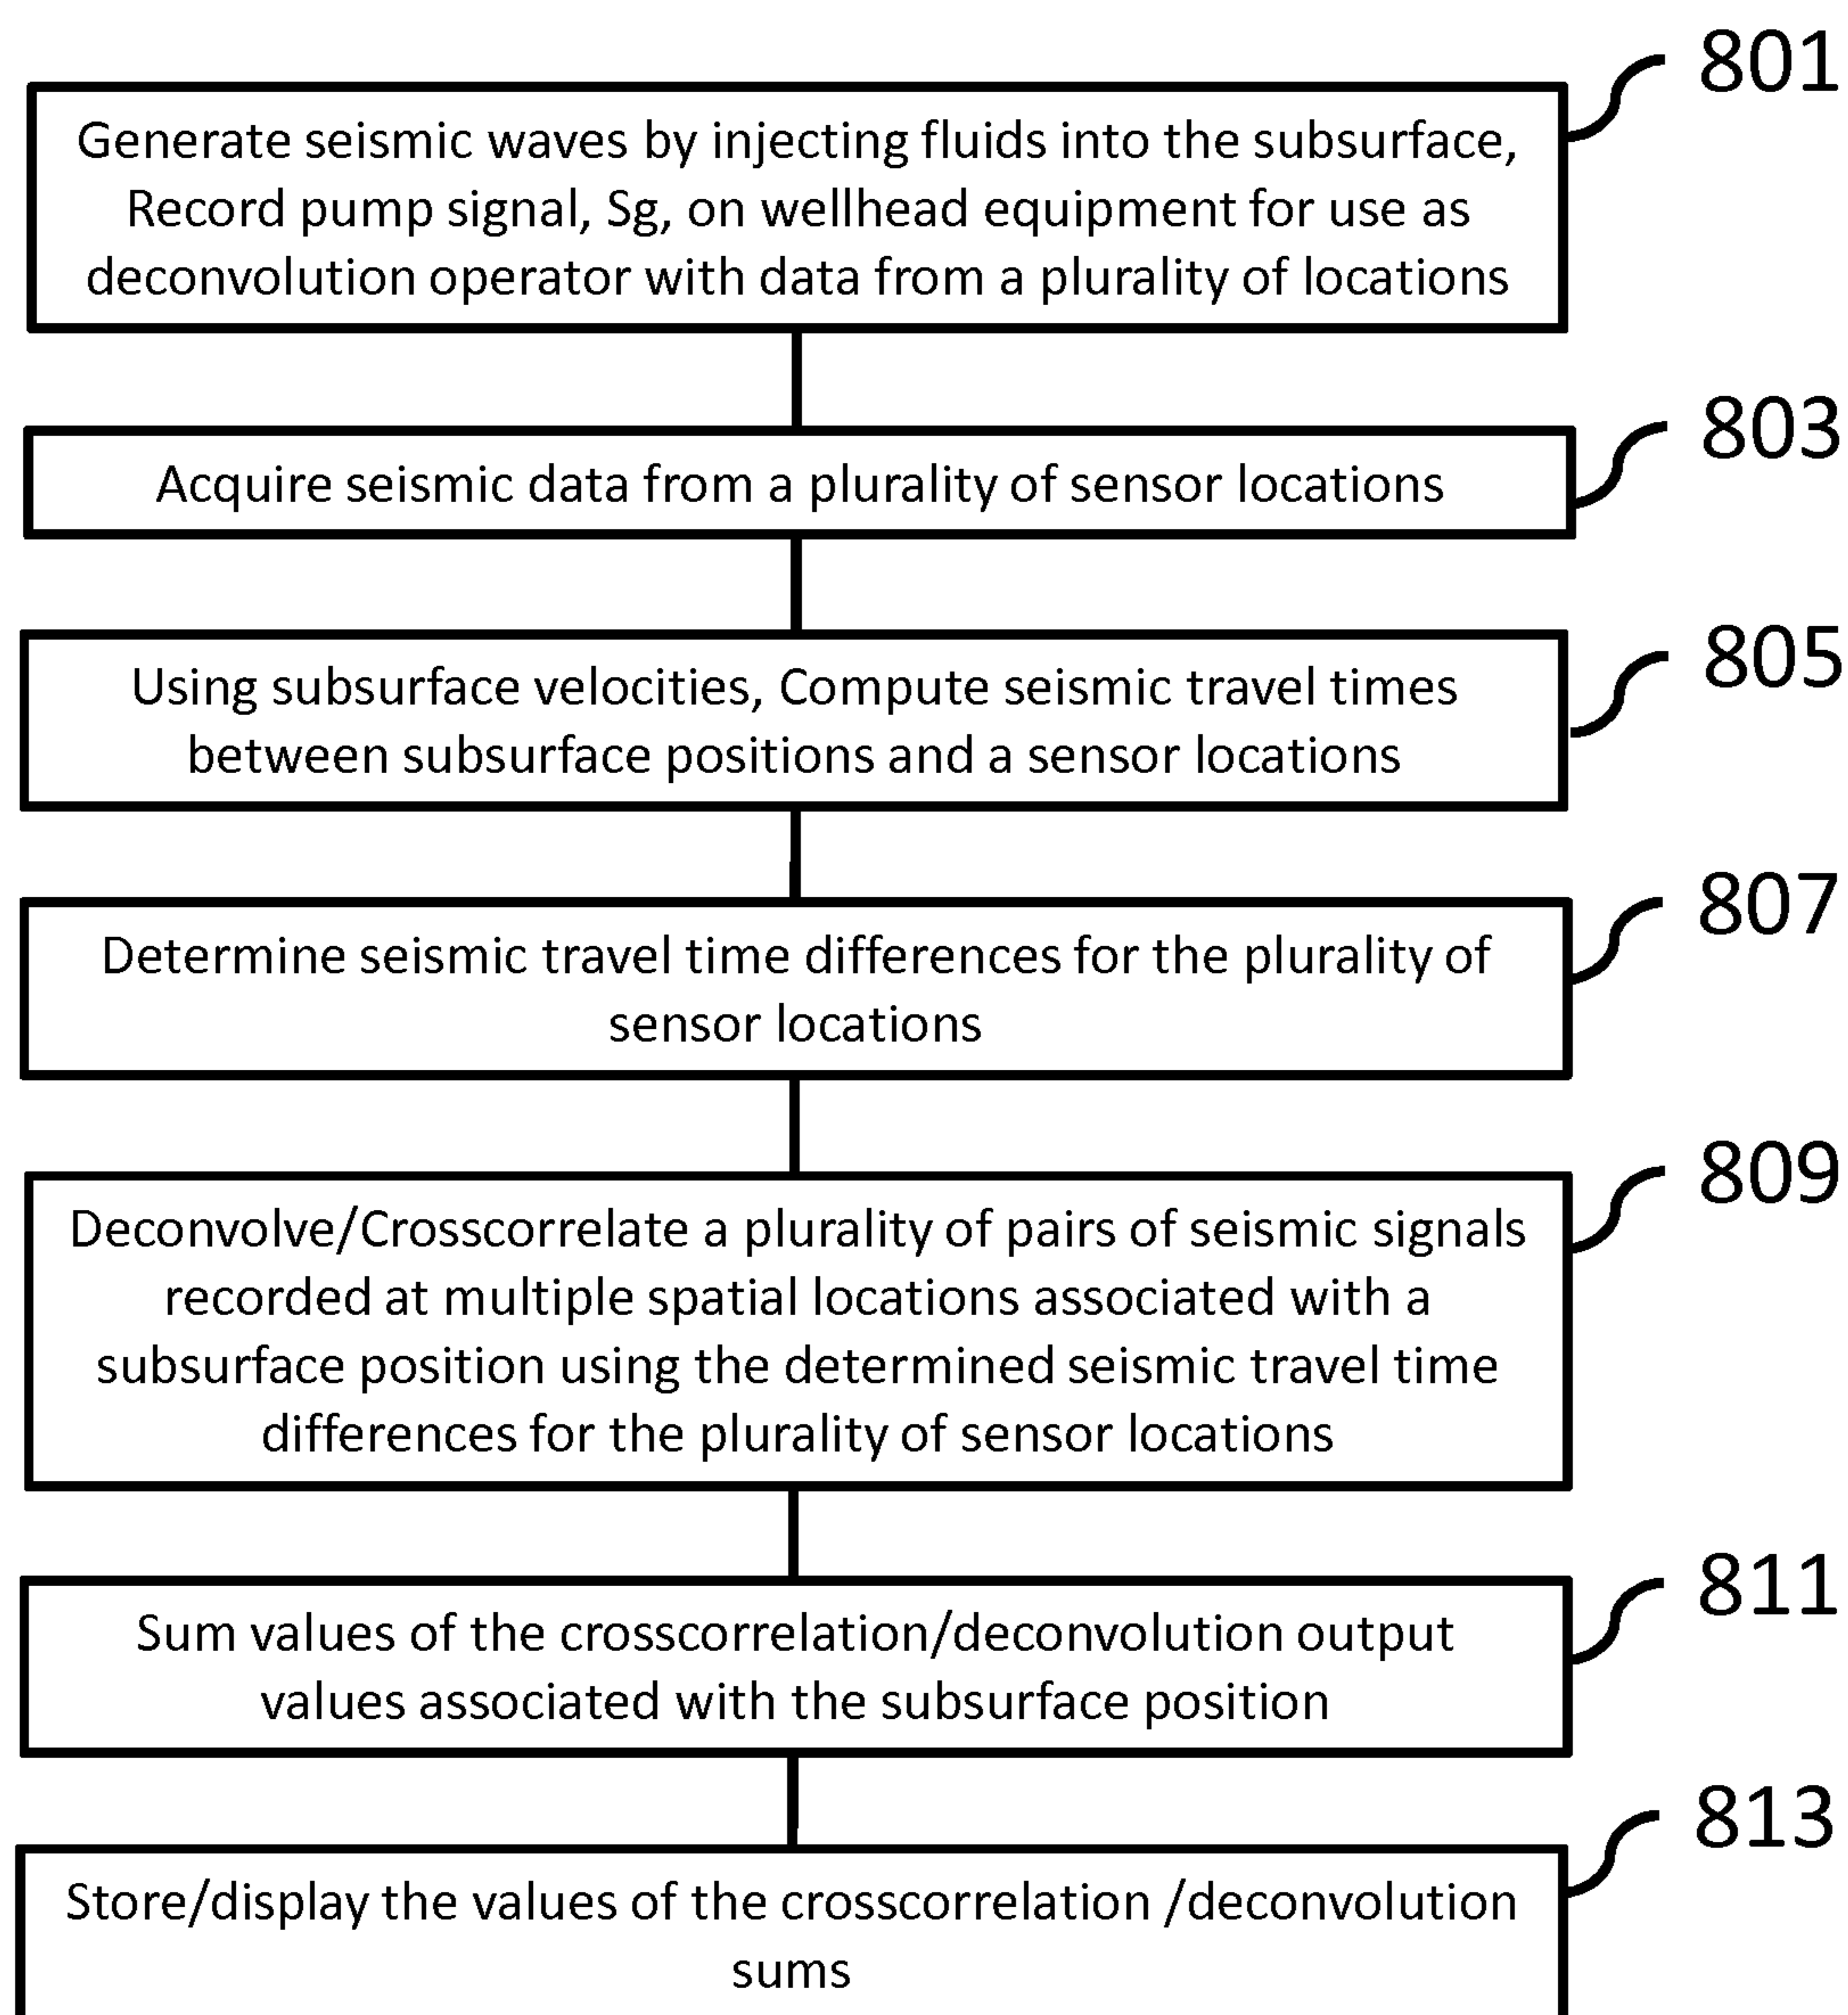 801
Generate seismic waves by injecting fluids into the subsurface,
Record pump signal, Sg, on wellhead equipment for use as
deconvolution operator with data from a plurality of locations
803
Acquire seismic data from a plurality of sensor locations
805
Using subsurface velocities, Compute seismic travel times
between subsurface positions and a sensor locations
807
Determine seismic travel time differences for the plurality of
sensor locations
809
Deconvolve/Crosscorrelate a plurality of pairs of seismic signals
recorded at multiple spatial locations associated with a
subsurface position using the determined seismic travel time
differences for the plurality of sensor locations
811
Sum values of the crosscorrelation/deconvolution output
values associated with the subsurface position
813
Store/display the values of the crosscorrelation /deconvolution
sums